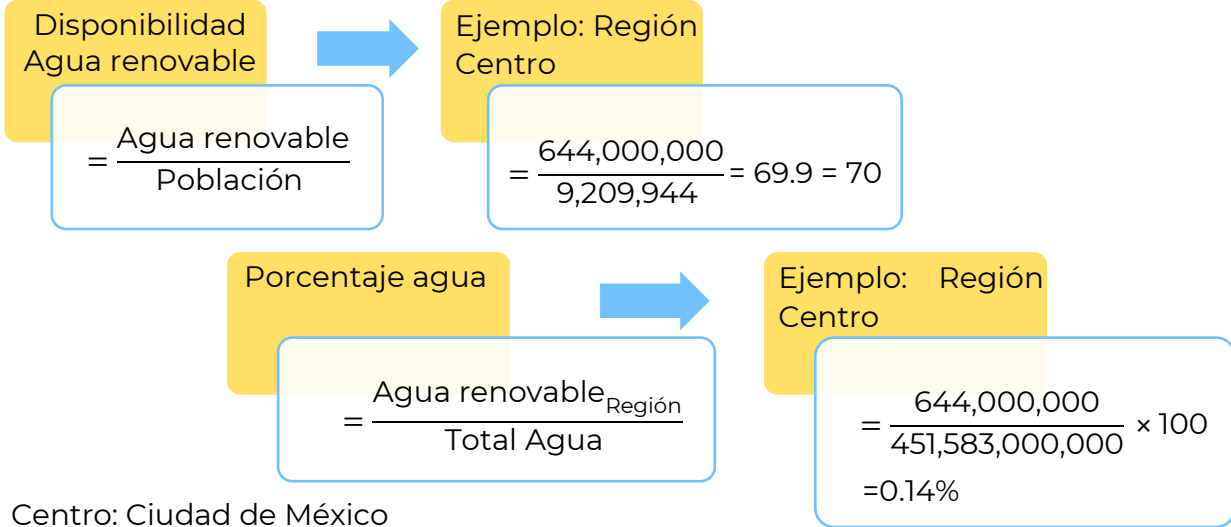 Disponibilidad
Agua renovable
= Agua renovable
Población
Ejemplo: Región
Centro
= 644,000,000
9,209,944
= 69.9 = 70
Porcentaje agua
= Agua renovable Región
Total Agua
Ejemplo: Región
Centro
= 644,000,000
451,583,000,000
× 100
=0.14%
Centro: Ciudad de México